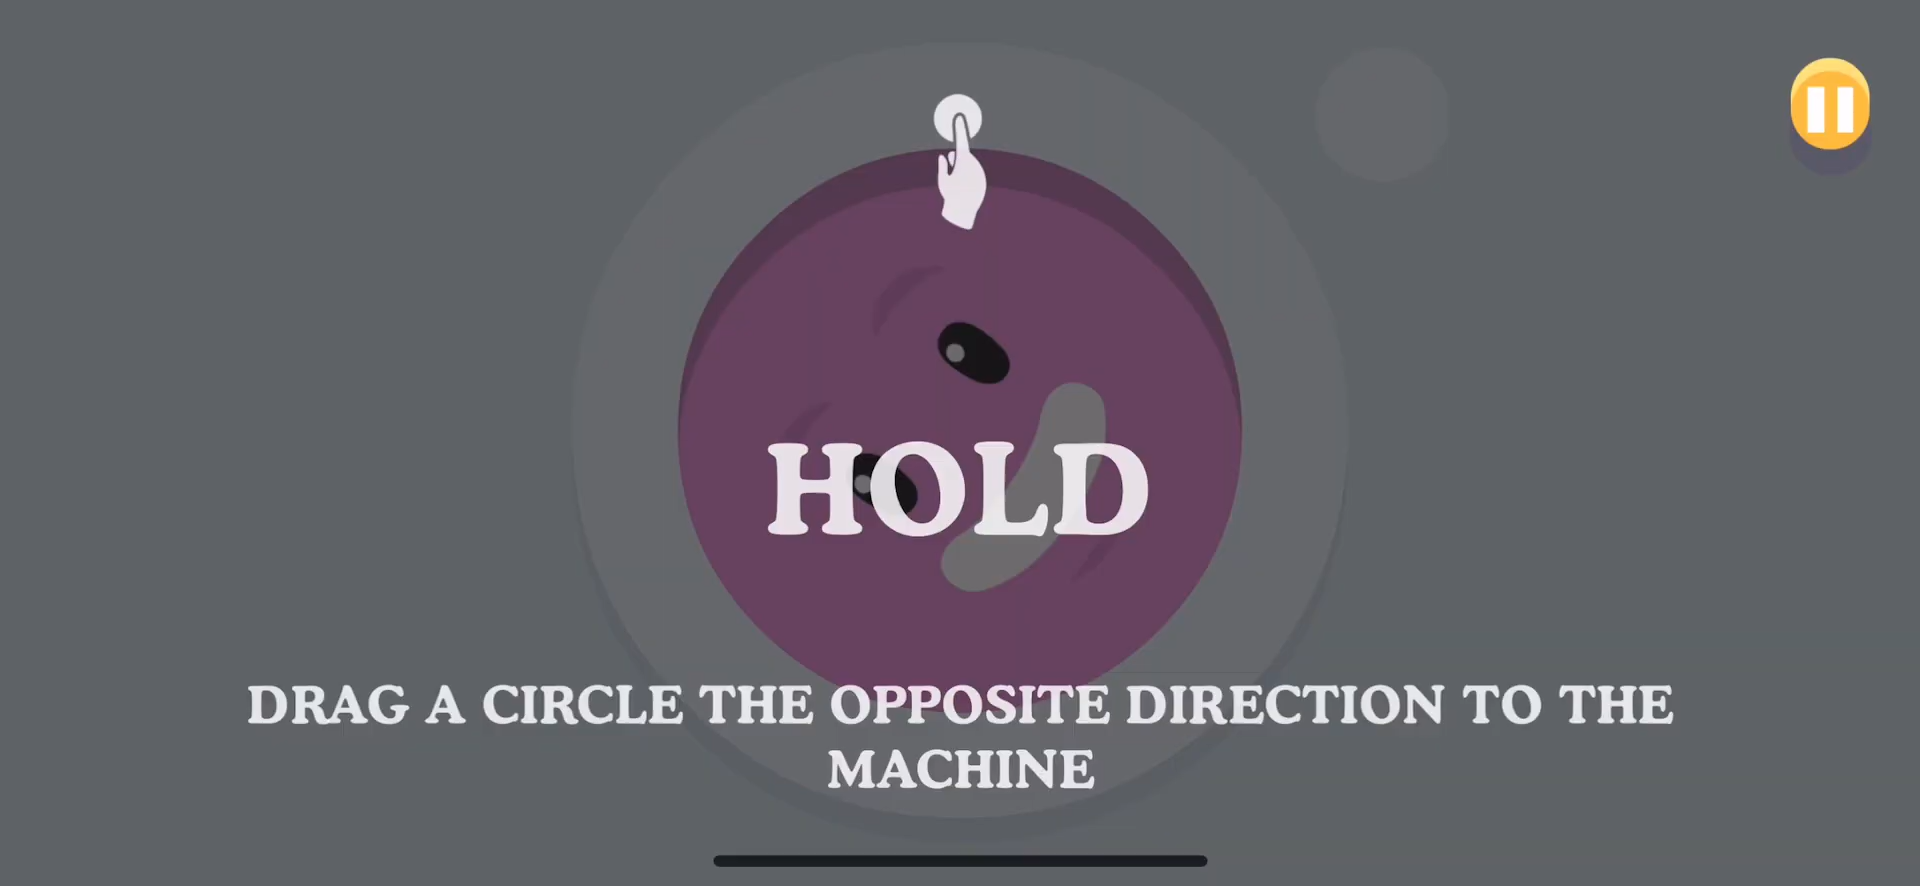 HOLD
DRAG A CIRCLE THE OPPOSITE DIRECTION TO THE
MACHINE